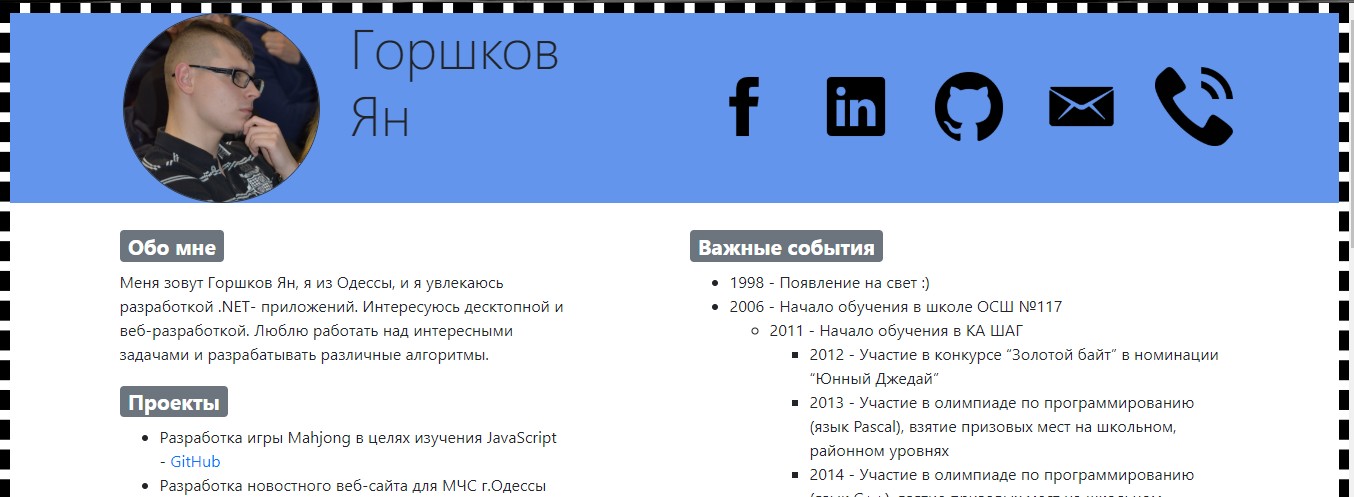 Горшков
Ян
in
Обо мне
Меня зовут Горшков Ян, я из Одессы, и я увлекаюсь
разработкой .NET- приложений. Интересуюсь десктопной и
веб-разработкой. Люблю работать над интересными
задачами и разрабатывать различные алгоритмы.
Проекты
Разработка игры Mahjong в целях изучения JavaScript
- GitHub
Разработка новостного веб-сайта для МЧС г.Одессы
Важные события
1998 - Появление на свет :)
2006 - Начало обучения в школе ОСШ №117
2011 - Начало обучения в КА ШАГ
2012 - Участие в конкурсе “Золотой байт” в номинации
“Юнный Джедай”
2013 - Участие в олимпиаде по программированию
(язык Pascal), взятие призовых мест на школьном,
районном уровнях
2014 - Участие в олимпиаде по программированию